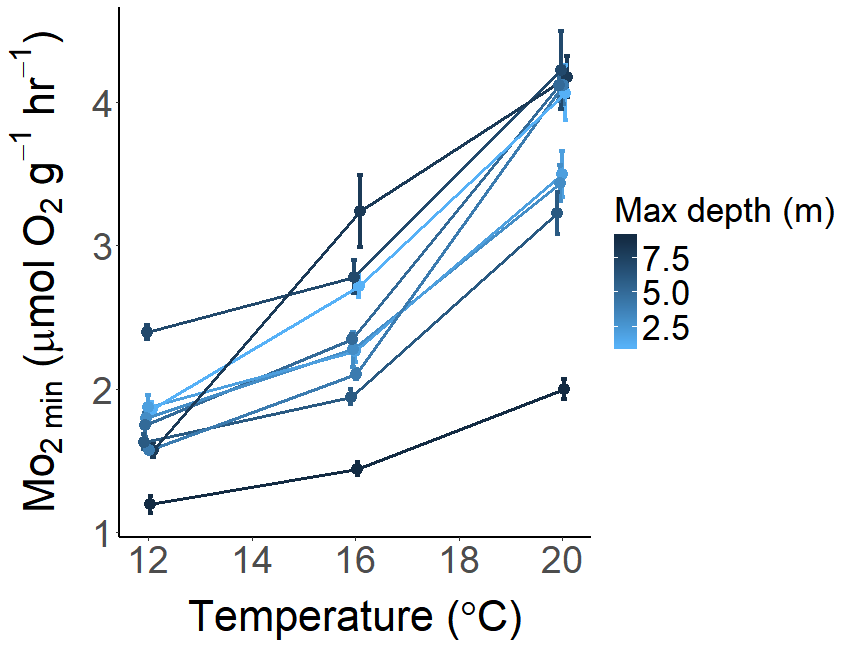 Mo₂ ₘᵢₙ (μmol O₂ g⁻¹ hr⁻¹)
4
3
2
1
12 14 16 18 20
Temperature (°C)
Max depth (m)
7.5
5.0
2.5